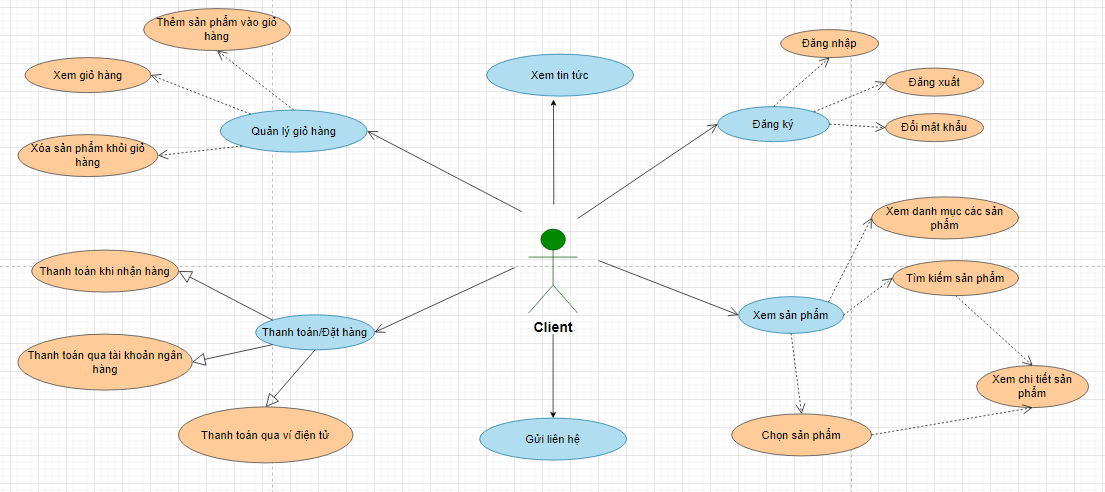 Thêm sản phẩm vào giỏ
hàng
Xem giỏ hàng
Quản lý giỏ hàng
Xóa sản phẩm khỏi giỏ
hàng
Xem tin tức
Đăng nhập
Đăng xuất
Đăng ký
Đổi mật khẩu
Xem danh mục các sản
phẩm
Tìm kiếm sản phẩm
Xem sản phẩm
Xem chi tiết sản
phẩm
Chọn sản phẩm
Client
Thanh toán khi nhận hàng
Thanh toán/Đặt hàng
Thanh toán qua tài khoản ngân
hàng
Thanh toán qua ví điện tử
Gửi liên hệ